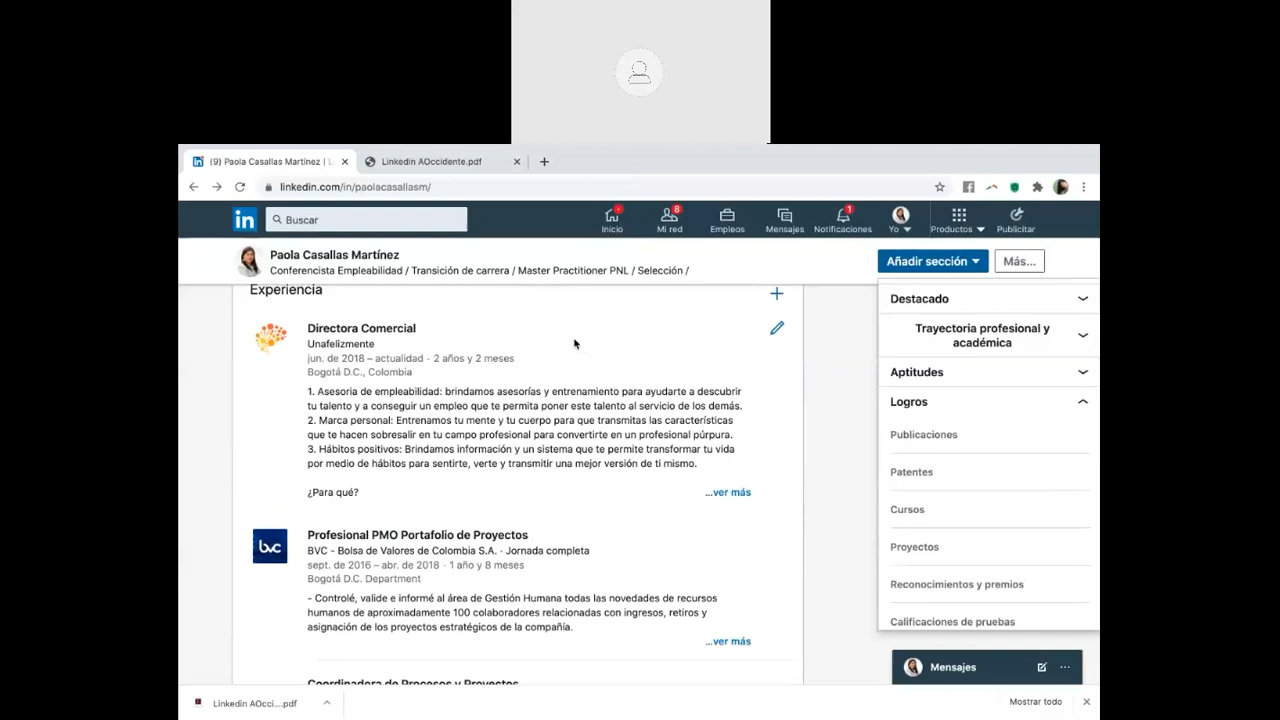 (9) Paola Casallas Martínez | L
Linkedin AOccidente.pdf
linkedin.com/in/paolacasallasm/
in
Buscar
Inicio
8
Mi red
Empleos
Mensajes
1
Notificaciones
Yo
Productos
Publicitar
Paola Casallas Martínez
Conferencista Empleabilidad / Transición de carrera / Master Practitioner PNL / Selección /
Añadir sección
Más...
Experiencia
Directora Comercial
Unafelizmente
jun. de 2018 – actualidad · 2 años y 2 meses
Bogotá D.C., Colombia
1. Asesoría de empleabilidad: brindamos asesorías y entrenamiento para ayudarte a descubrir
tu talento y a conseguir un empleo que te permita poner este talento al servicio de los demás.
2. Marca personal: Entrenamos tu mente y tu cuerpo para que transmitas las características
que te hacen sobresalir en tu campo profesional para convertirte en un profesional púrpura.
3. Hábitos positivos: Brindamos información y un sistema que te permite transformar tu vida
por medio de hábitos para sentirte, verte y transmitir una mejor versión de ti mismo.
¿Para qué?
...ver más
bvc
Profesional PMO Portafolio de Proyectos
BVC - Bolsa de Valores de Colombia S.A. · Jornada completa
sept. de 2016 – abr. de 2018 · 1 año y 8 meses
Bogotá D.C. Department
- Controlé, valide e informé al área de Gestión Humana todas las novedades de recursos
humanos de aproximadamente 100 colaboradores relacionadas con ingresos, retiros y
asignación de los proyectos estratégicos de la compañía.
...ver más
Coordinadora de Procesos y Proyectos
Destacado
Trayectoria profesional y
académica
Aptitudes
Logros
Publicaciones
Patentes
Cursos
Proyectos
Reconocimientos y premios
Calificaciones de pruebas
Mensajes
Linkedin AOcci....pdf
Mostrar todo